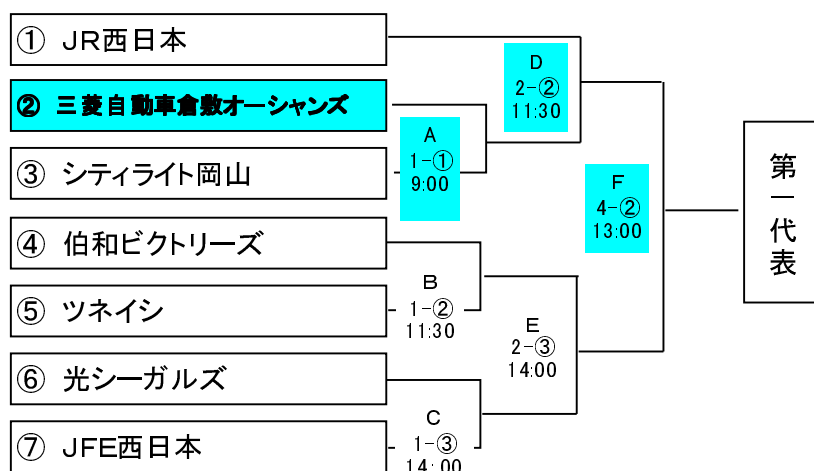 ① JR西日本
② 三菱自動車倉敷オーシャンズ
③ シティライト岡山
④ 伯和ビクトリーズ
⑤ ツネイシ
⑥ 光シーガルズ
⑦ JFE西日本
A
1-①
9:00
B
1-②
11:30
C
1-③
14:00
D
2-②
11:30
E
2-③
14:00
F
4-②
13:00
第一代表